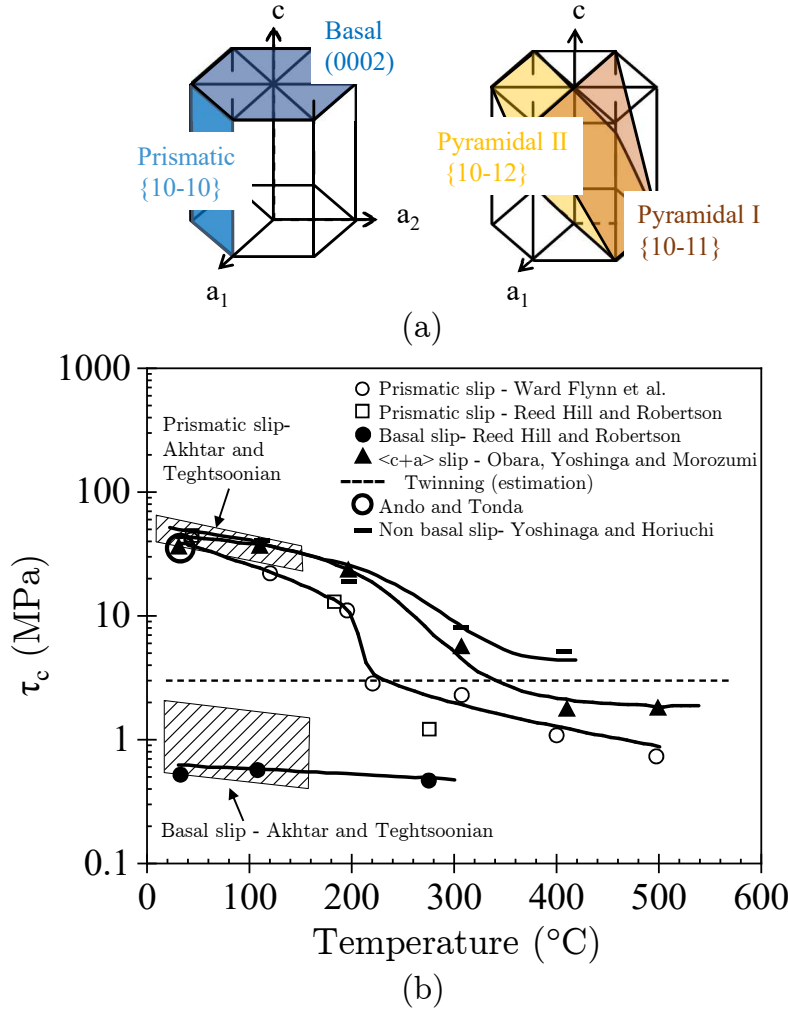 c
Basal
(0002)
Prismatic
{10-10}
a2
a1
c
Pyramidal II
{10-12}
Pyramidal I
{10-11}
a1
(a)
1000
100
10
1
0.1
τc (MPa)
Prismatic slip-
Akhtar and
Teghtsoonian
Prismatic slip - Ward Flynn et al.
Prismatic slip - Reed Hill and Robertson
Basal slip- Reed Hill and Robertson
<c+a> slip - Obara, Yoshinga and Morozumi
Twinning (estimation)
Ando and Tonda
Non basal slip- Yoshinaga and Horiuchi
Basal slip - Akhtar and Teghtsoonian
0 100 200 300 400 500 600
Temperature (°C)
(b)